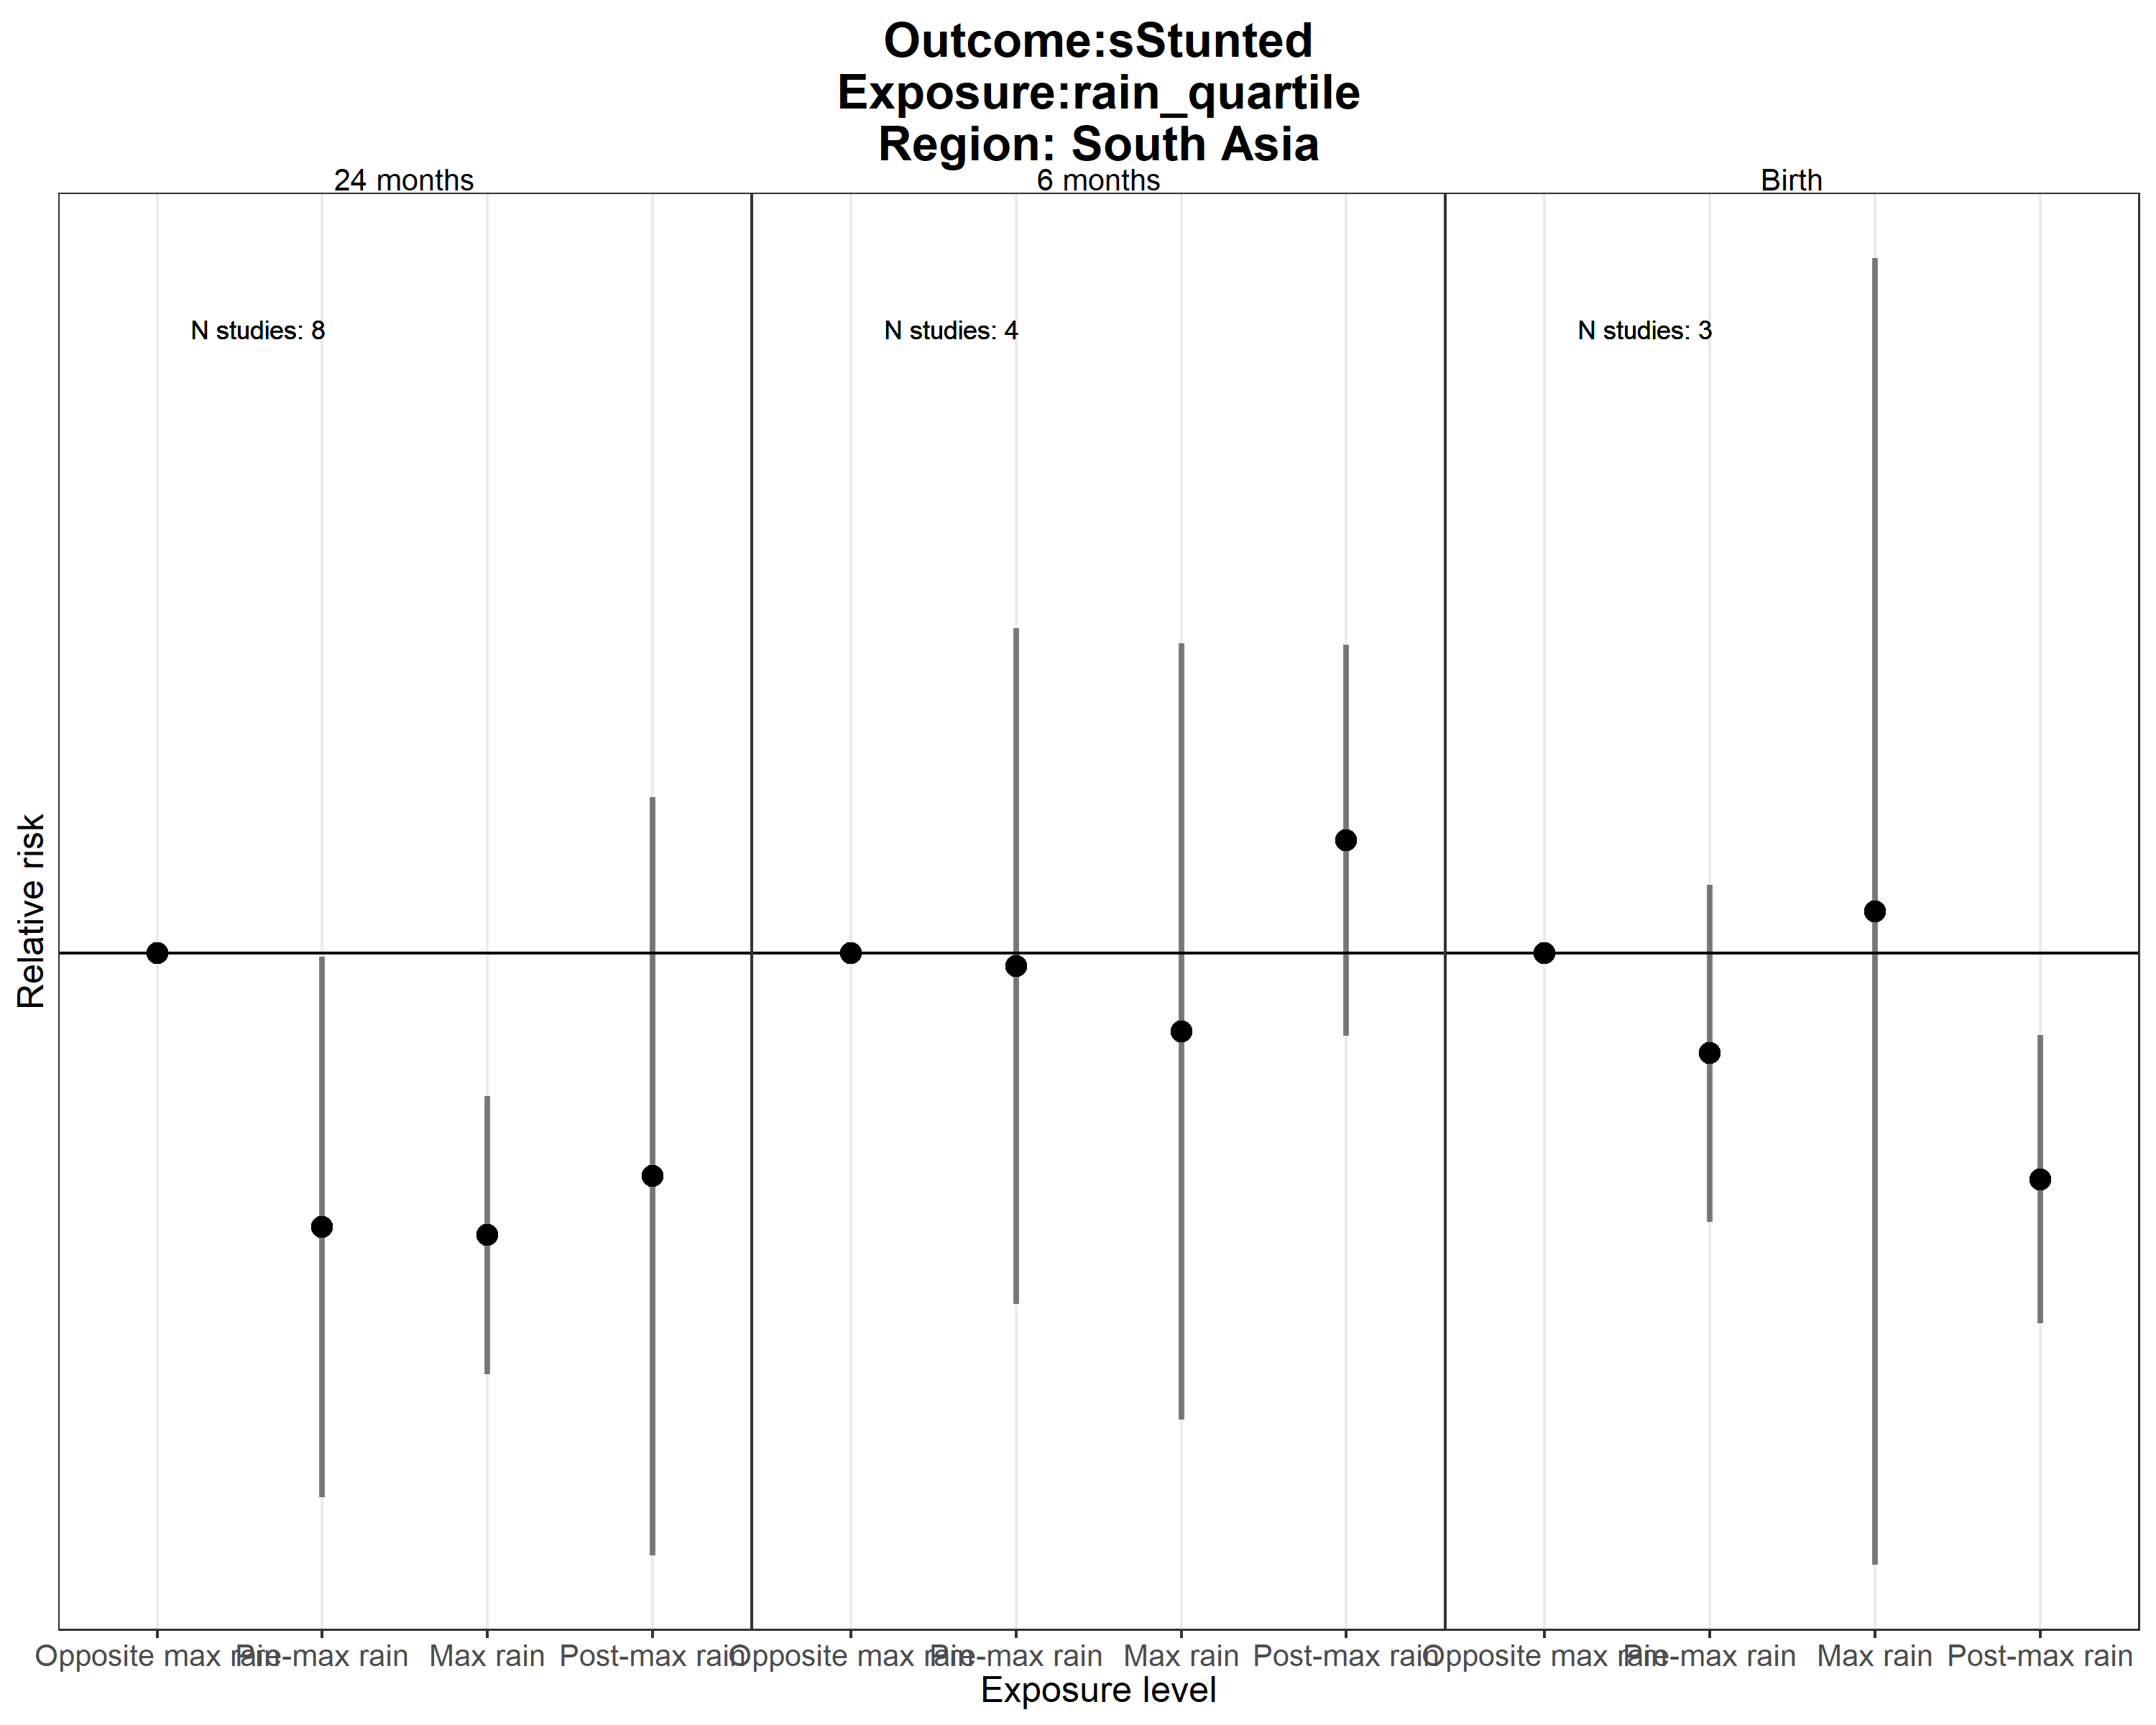 Outcome:sStunted
Exposure:rain_quartile
Region: South Asia
24 months
6 months
Birth
N studies: 8
N studies: 4
N studies: 3
Relative risk
Opposite max rain Pre-max rain Max rain Post-max rain Opposite max rain Pre-max rain Max rain Post-max rain Opposite max rain Pre-max rain Max rain Post-max rain
Exposure level